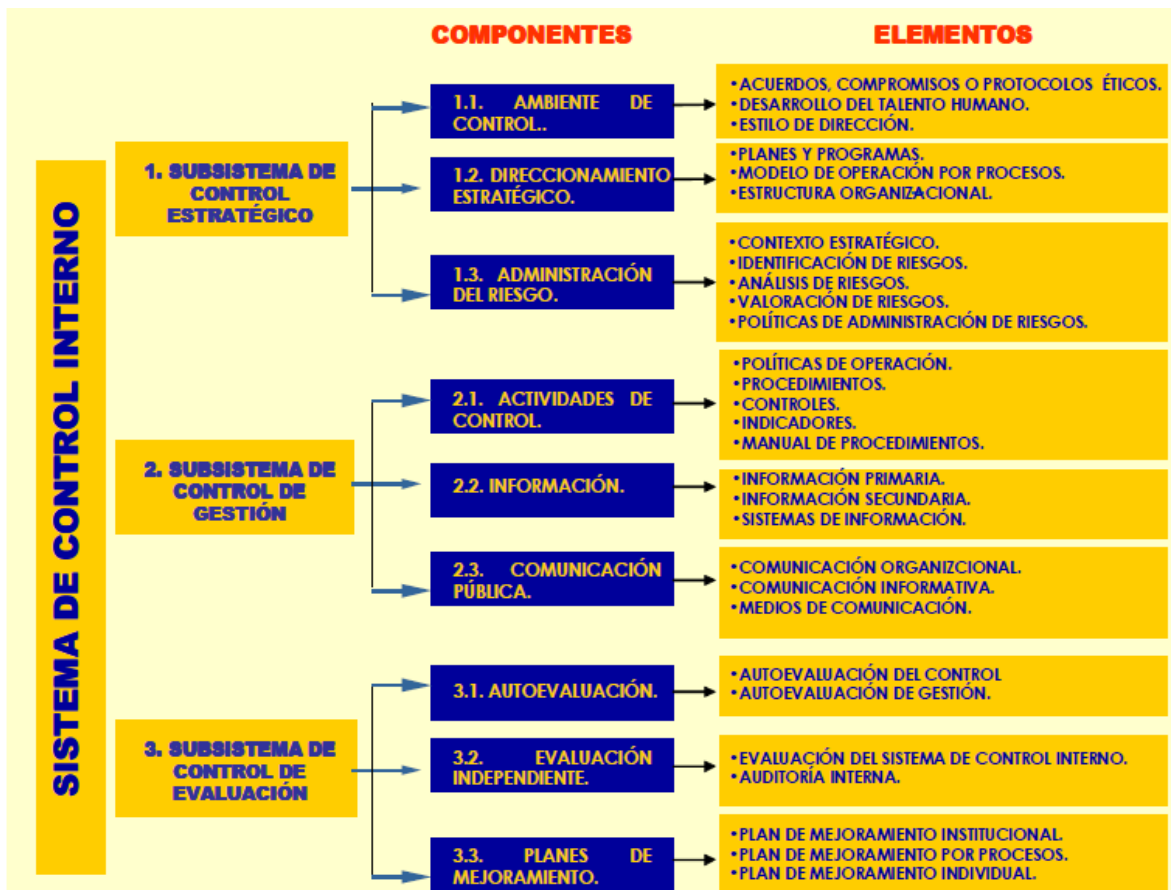 COMPONENTES
ELEMENTOS
SISTEMA DE CONTROL INTERNO
1. SUBSISTEMA DE
CONTROL
ESTRATÉGICO
1.1. AMBIENTE DE
CONTROL..
•ACUERDOS, COMPROMISOS O PROTOCOLOS ÉTICOS.
•DESARROLLO DEL TALENTO HUMANO.
•ESTILO DE DIRECCIÓN.
1.2. DIRECCIONAMIENTO
ESTRATÉGICO.
•PLANES Y PROGRAMAS.
•MODELO DE OPERACIÓN POR PROCESOS.
•ESTRUCTURA ORGANIZACIONAL.
1.3. ADMINISTRACIÓN
DEL RIESGO.
•CONTEXTO ESTRATÉGICO.
•IDENTIFICACIÓN DE RIESGOS.
•ANÁLISIS DE RIESGOS.
•VALORACIÓN DE RIESGOS.
•POLÍTICAS DE ADMINISTRACIÓN DE RIESGOS.
2. SUBSISTEMA DE
CONTROL DE
GESTIÓN
2.1. ACTIVIDADES DE
CONTROL.
•POLÍTICAS DE OPERACIÓN.
•PROCEDIMIENTOS.
•CONTROLES.
•INDICADORES.
•MANUAL DE PROCEDIMIENTOS.
2.2. INFORMACIÓN.
•INFORMACIÓN PRIMARIA.
•INFORMACIÓN SECUNDARIA.
•SISTEMAS DE INFORMACIÓN.
2.3. COMUNICACIÓN
PÚBLICA.
•COMUNICACIÓN ORGANIZCIONAL.
•COMUNICACIÓN INFORMATIVA.
•MEDIOS DE COMUNICACIÓN.
3. SUBSISTEMA DE
CONTROL DE
EVALUACIÓN
3.1. AUTOEVALUACIÓN.
•AUTOEVALUACIÓN DEL CONTROL
•AUTOEVALUACIÓN DE GESTIÓN.
3.2. EVALUACIÓN
INDEPENDIENTE.
•EVALUACIÓN DEL SISTEMA DE CONTROL INTERNO.
•AUDITORÍA INTERNA.
3.3. PLANES DE
MEJORAMIENTO.
•PLAN DE MEJORAMIENTO INSTITUCIONAL.
•PLAN DE MEJORAMIENTO POR PROCESOS.
•PLAN DE MEJORAMIENTO INDIVIDUAL.